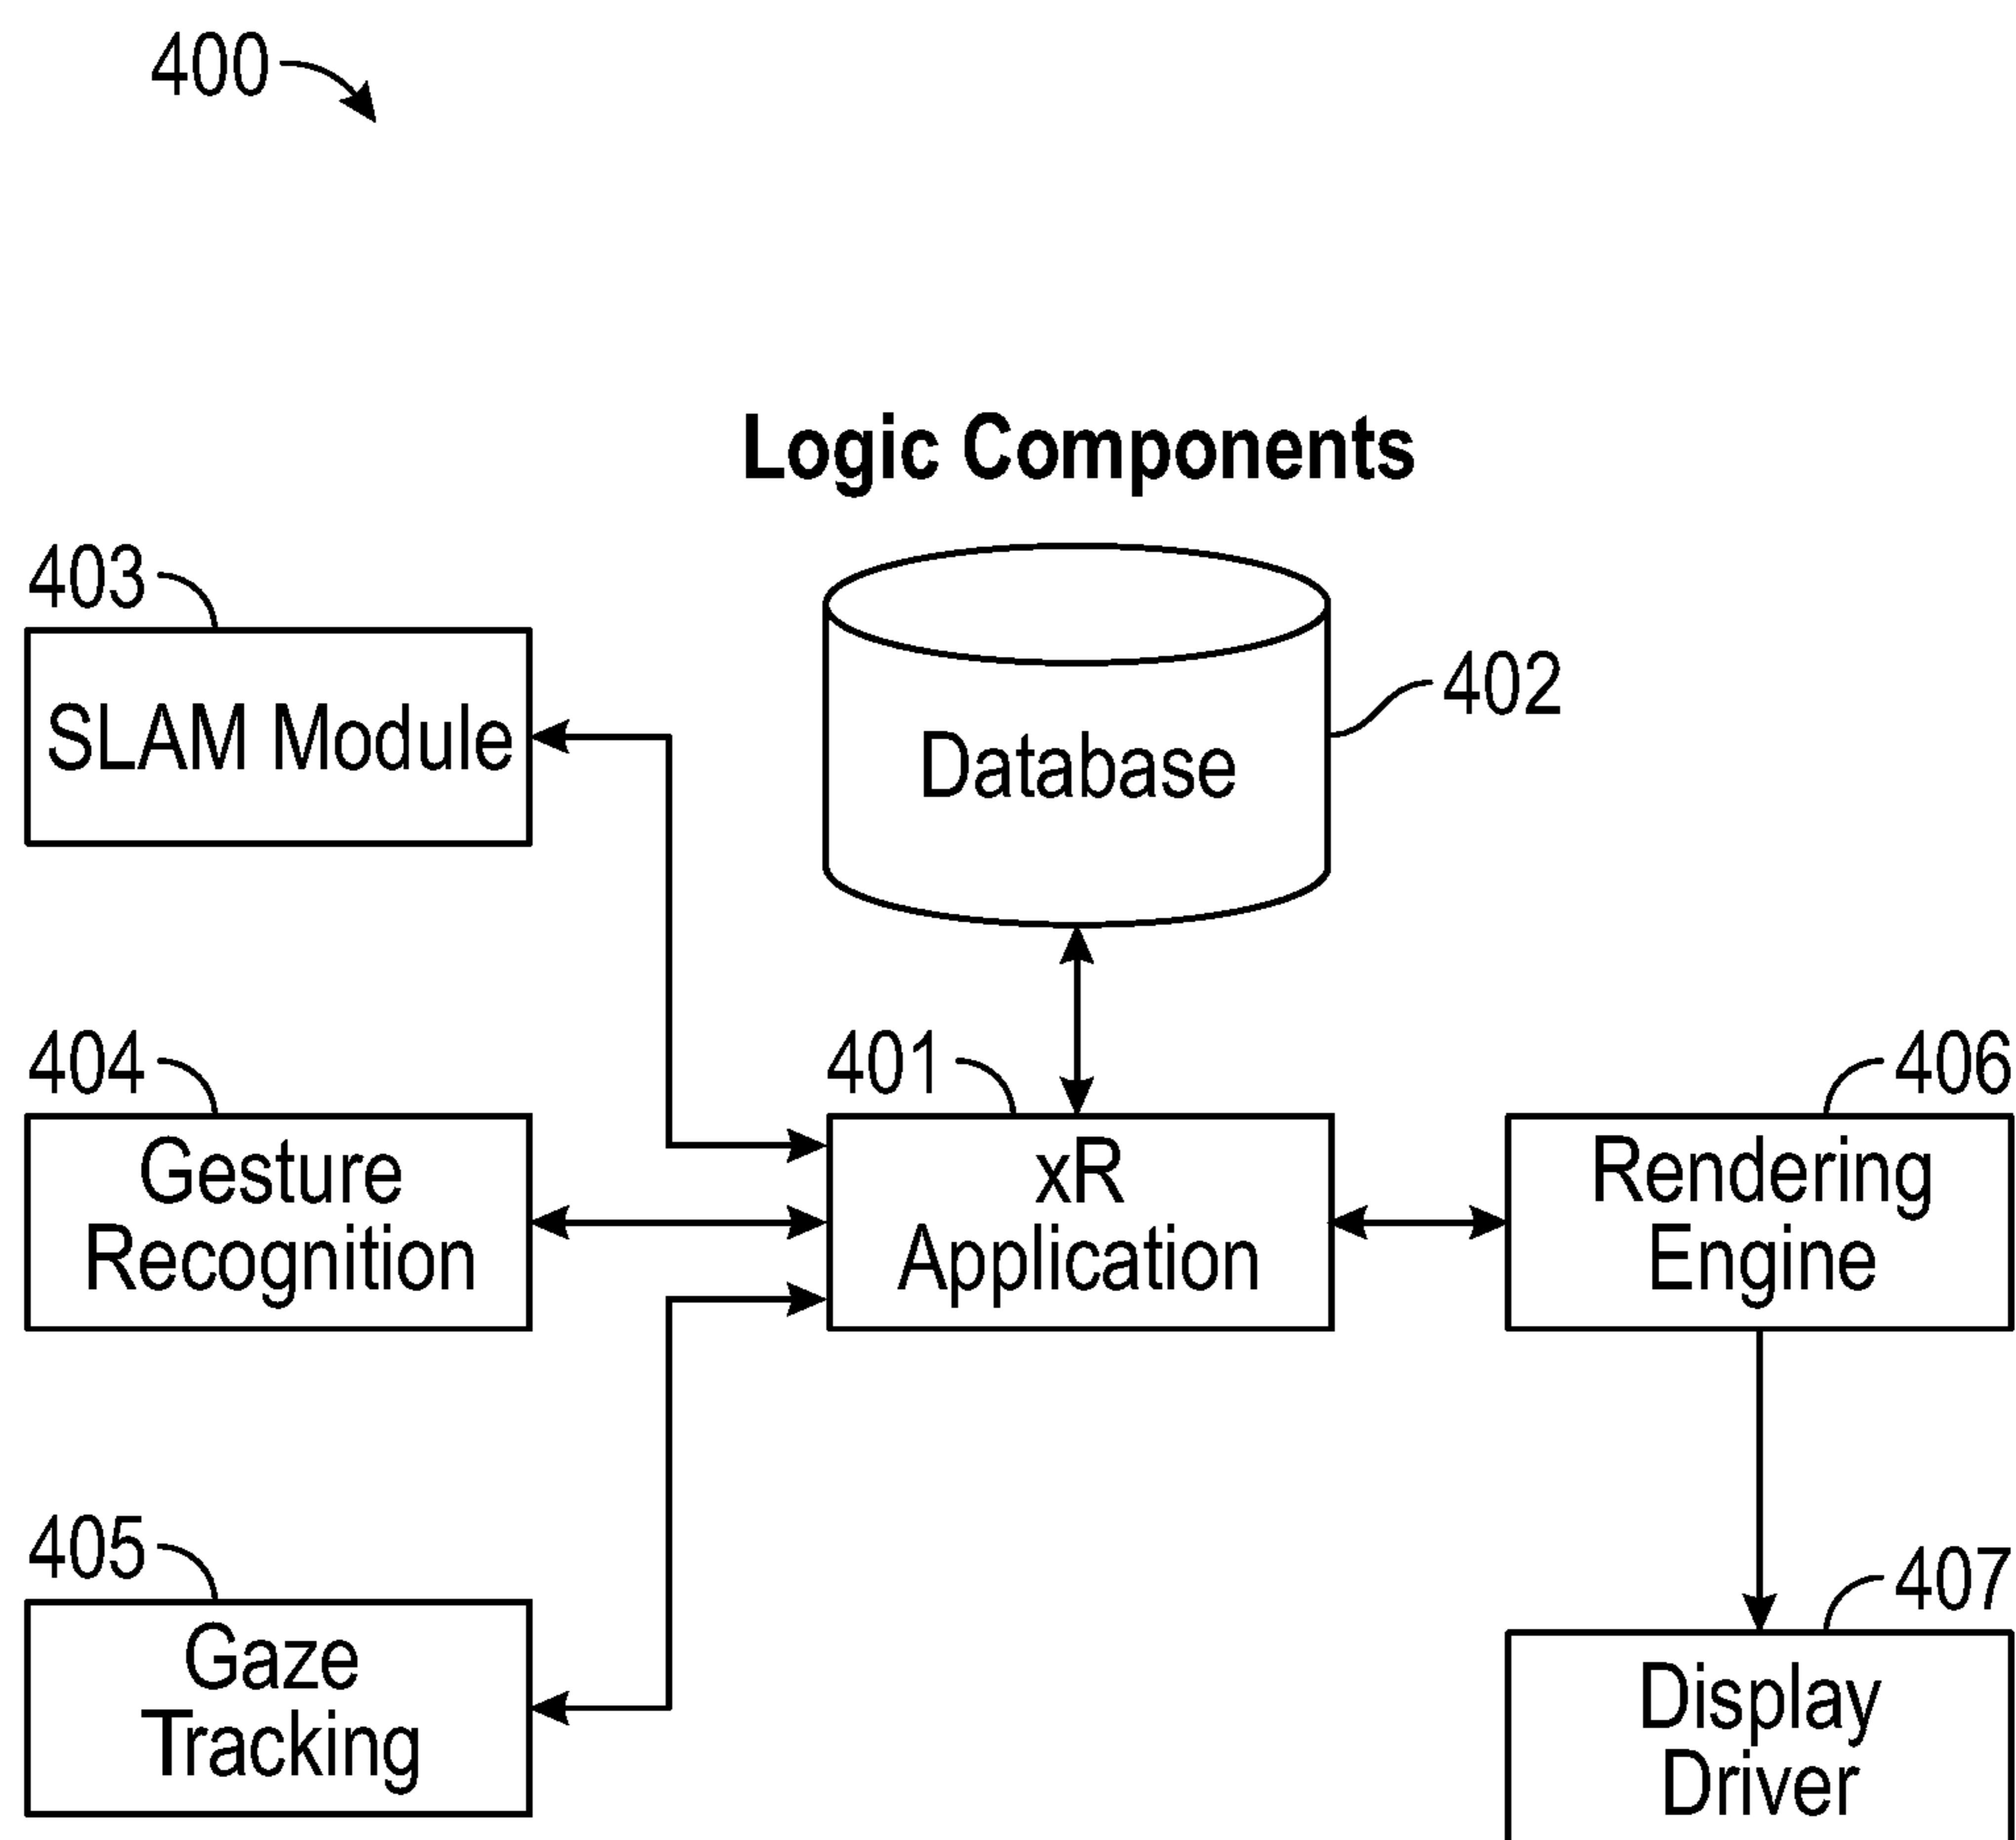 400
Logic Components
403
SLAM Module
Database
402
404
Gesture
Recognition
401
xR
Application
406
Rendering
Engine
405
Gaze
Tracking
407
Display
Driver